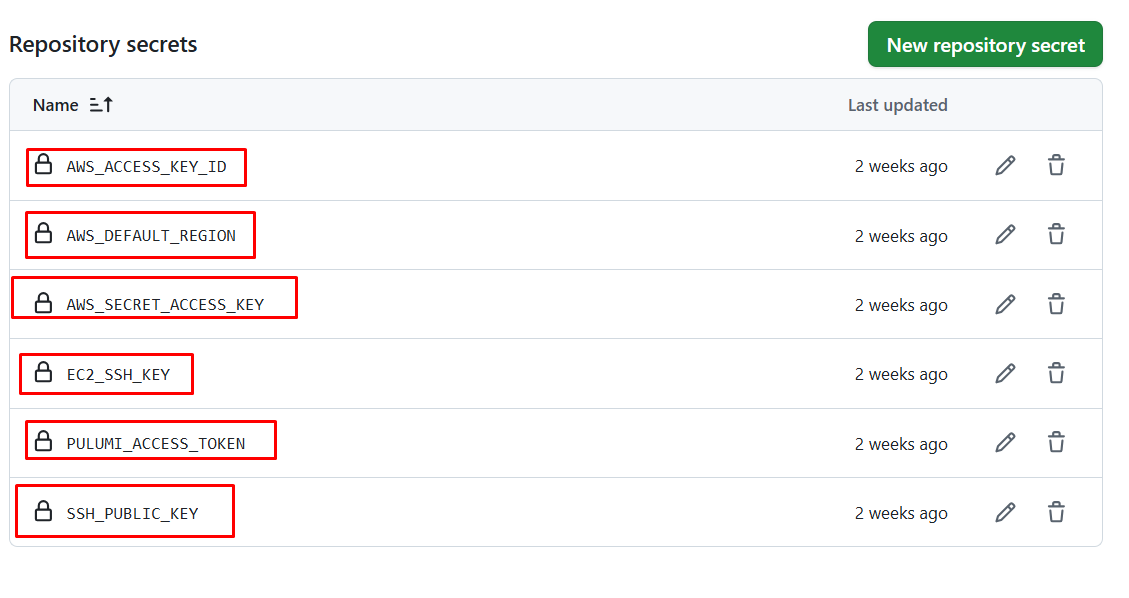 Repository secrets
New repository secret
Name Last updated
AWS_ACCESS_KEY_ID 2 weeks ago
AWS_DEFAULT_REGION 2 weeks ago
AWS_SECRET_ACCESS_KEY 2 weeks ago
EC2_SSH_KEY 2 weeks ago
PULUMI_ACCESS_TOKEN 2 weeks ago
SSH_PUBLIC_KEY 2 weeks ago